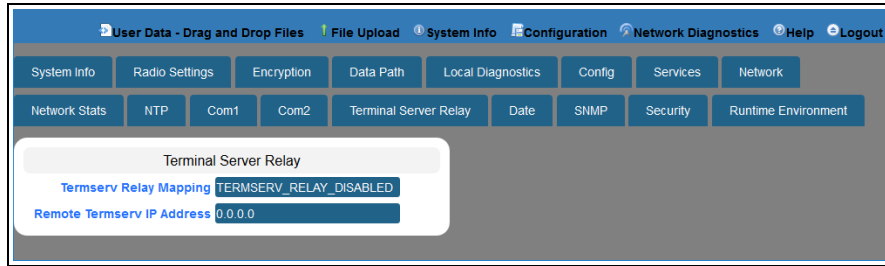 User Data - Drag and Drop Files File Upload System Info Configuration Network Diagnostics Help Logout
System Info Radio Settings Encryption Data Path Local Diagnostics Config Services Network
Network Stats NTP Com1 Com2 Terminal Server Relay Date SNMP Security Runtime Environment
Terminal Server Relay
Termserv Relay Mapping TERMSERV_RELAY_DISABLED
Remote Termserv IP Address 0.0.0.0